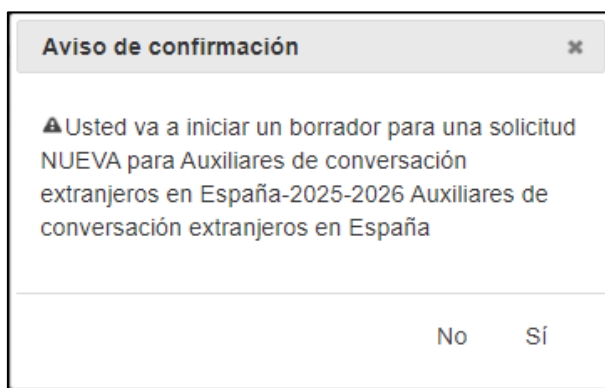 Aviso de confirmación
Usted va a iniciar un borrador para una solicitud
NUEVA para Auxiliares de conversación
extranjeros en España-2025-2026 Auxiliares de
conversación extranjeros en España
No Sí